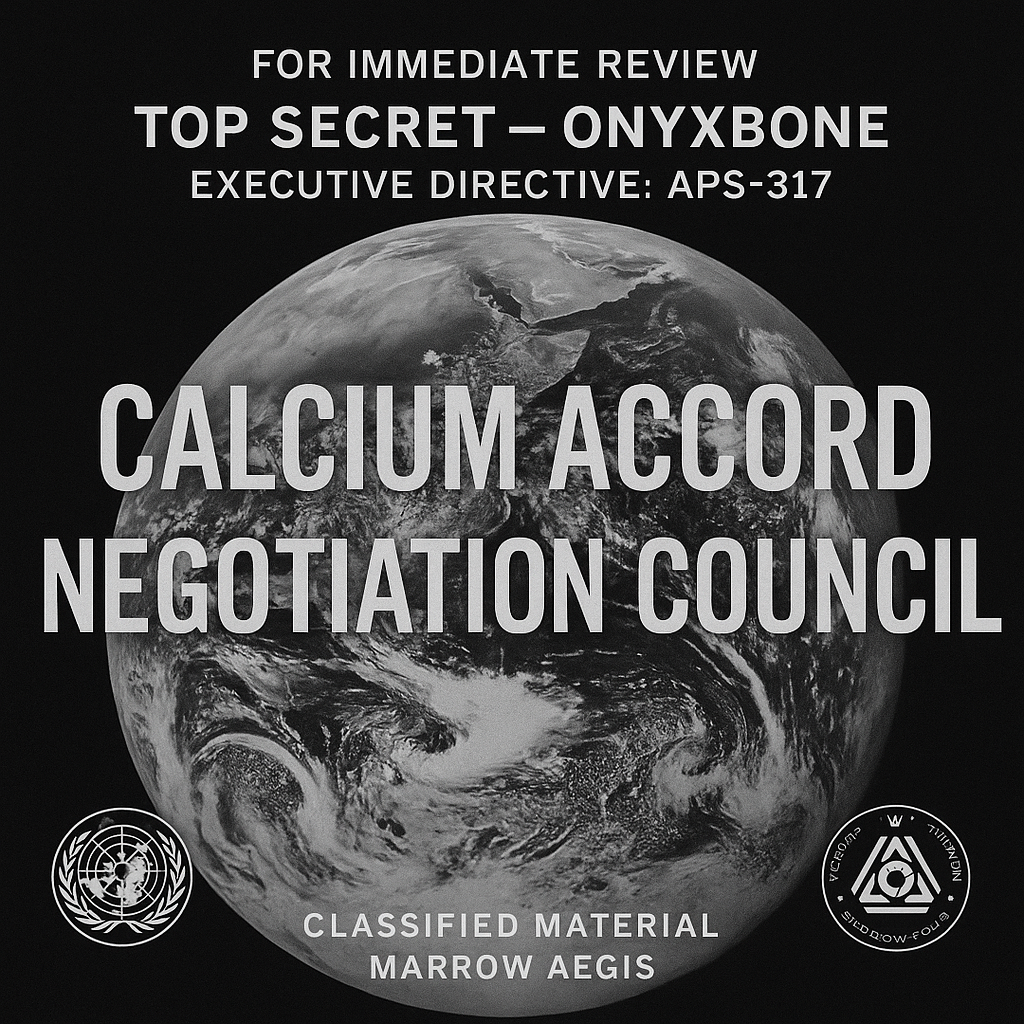 FOR IMMEDIATE REVIEW
TOP SECRET – ONYXBONE
EXECUTIVE DIRECTIVE: APS-317
CALCIUM ACCORD
NEGOTIATION COUNCIL
CLASSIFIED MATERIAL
MARROW AEGIS